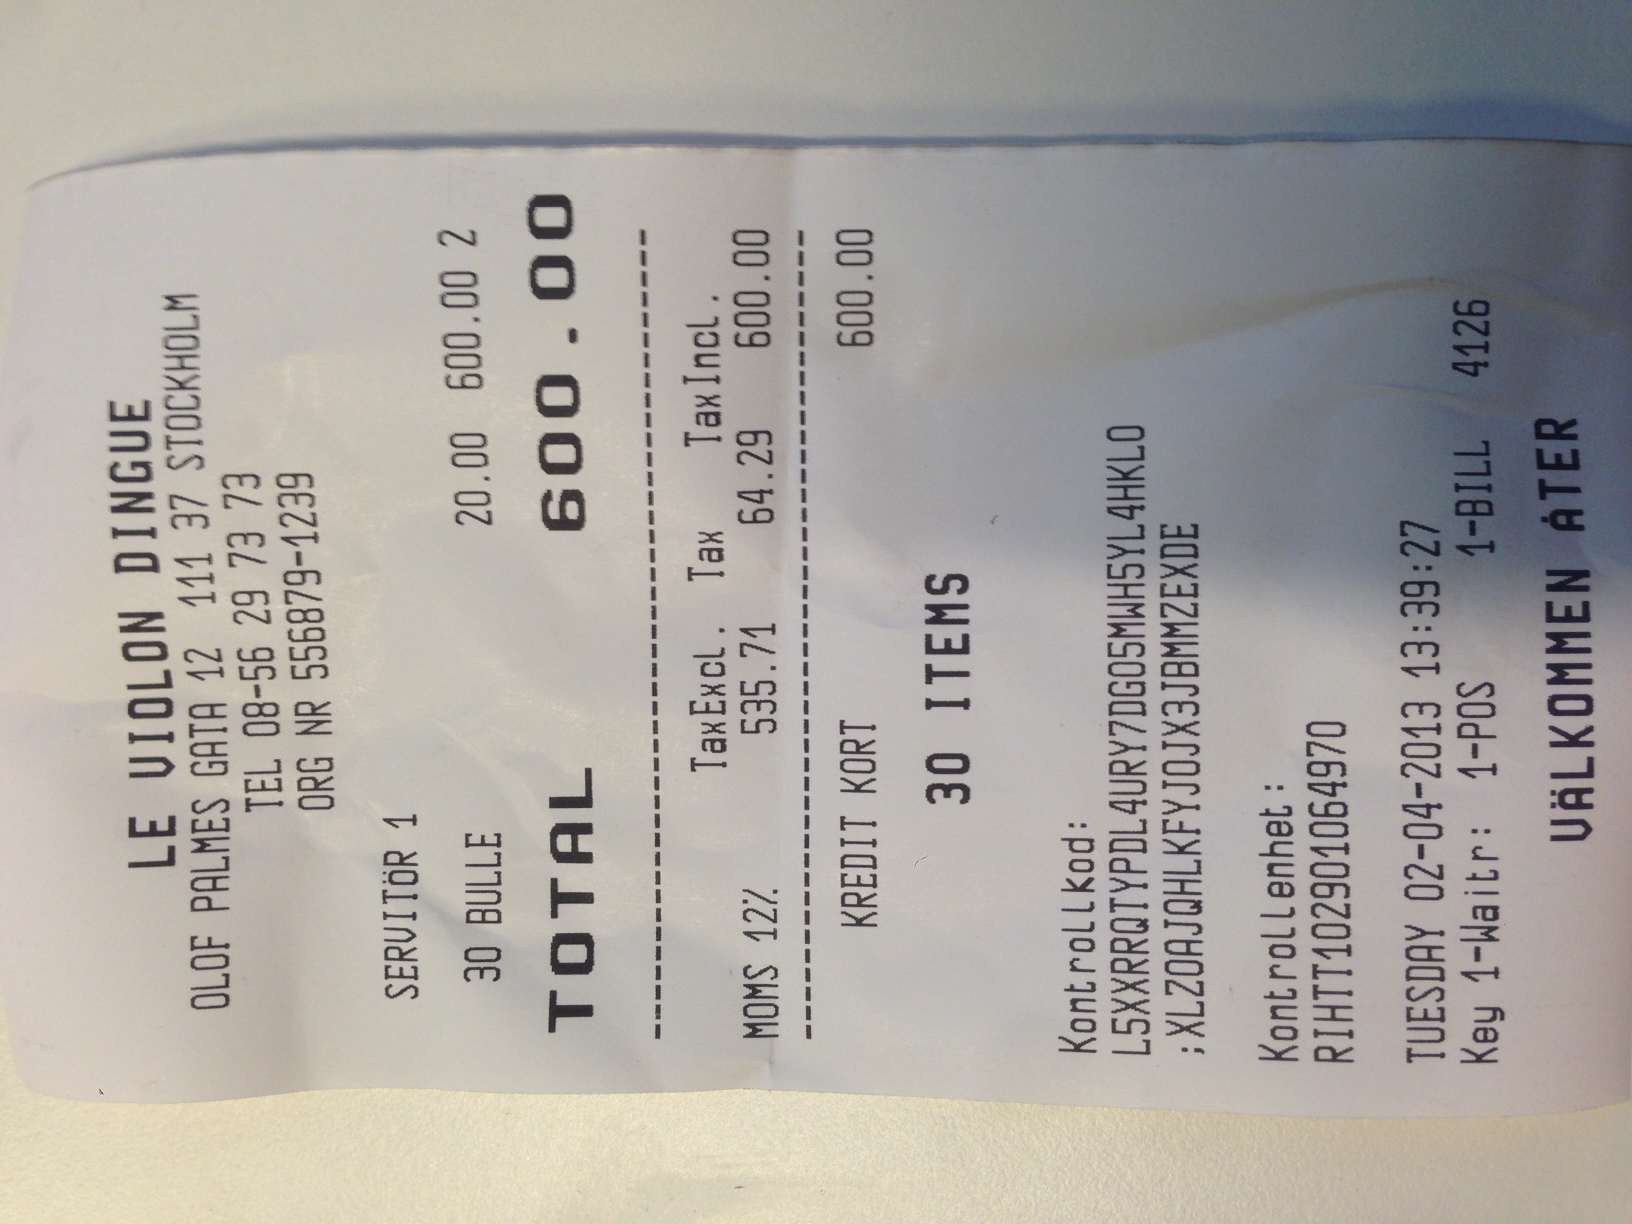 LE VIOLON DINGUE
OLOF PALMES GATA 12 111 37 STOCKHOLM
TEL 08-56 29 73 73
ORG NR 556879-1239
SERVITÖR 1
30 BULLE 20.00 600.00 2
TOTAL 600.00
TaxExcl. Tax TaxIncl.
MOMS 12% 535.71 64.29 600.00
KREDIT KORT 600.00
30 ITEMS
Kontrollkod:
L5XXRRQTYPDL4URY7DGO5MWH5YL4HKLO
;XLZOAJQHLKFYJOJX3JBMMZEXDE
Kontrollenhet:
RIHTT102901064970
TUESDAY 02-04-2013 13:39:27
Key 1-Waitr: 1-POS 1-BILL 4126
VÄLKOMMEN ÅTER